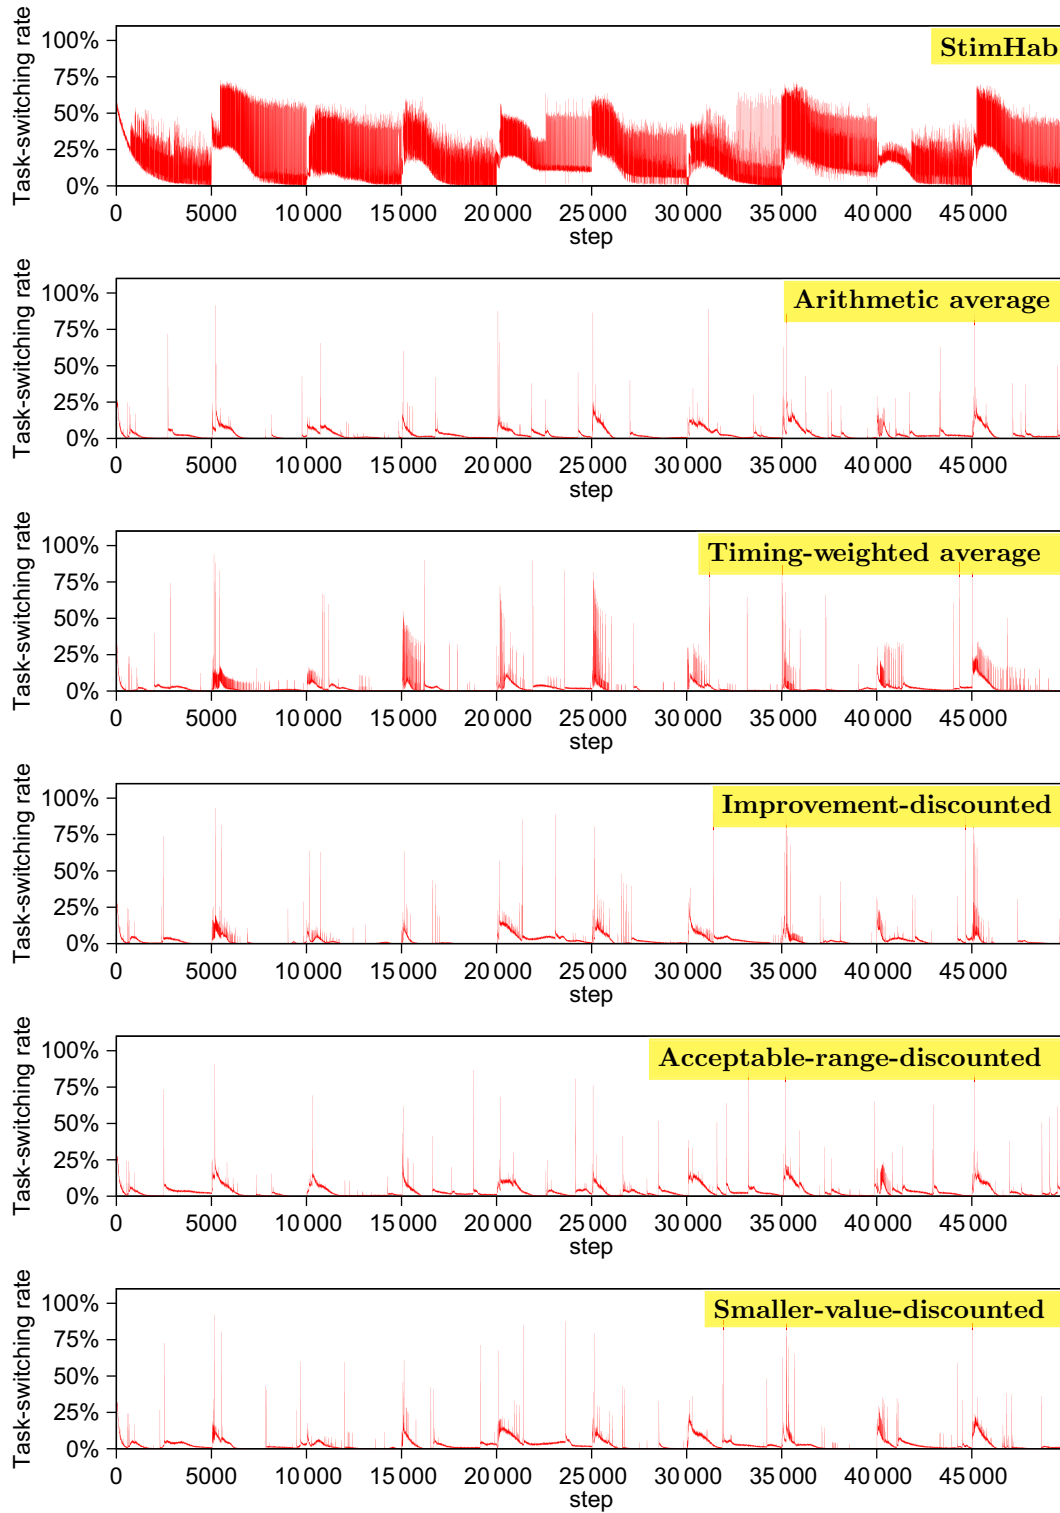 Task-switching rate
100%
75%
50%
25%
0%
StimHab
0 5000 10 000 15 000 20 000 25 000 30 000 35 000 40 000 45 000
step
Task-switching rate
100%
75%
50%
25%
0%
Arithmetic average
0 5000 10 000 15 000 20 000 25 000 30 000 35 000 40 000 45 000
step
Task-switching rate
100%
75%
50%
25%
0%
Timing-weighted average
0 5000 10 000 15 000 20 000 25 000 30 000 35 000 40 000 45 000
step
Task-switching rate
100%
75%
50%
25%
0%
Improvement-discounted
0 5000 10 000 15 000 20 000 25 000 30 000 35 000 40 000 45 000
step
Task-switching rate
100%
75%
50%
25%
0%
Acceptable-range-discounted
0 5000 10 000 15 000 20 000 25 000 30 000 35 000 40 000 45 000
step
Task-switching rate
100%
75%
50%
25%
0%
Smaller-value-discounted
0 5000 10 000 15 000 20 000 25 000 30 000 35 000 40 000 45 000
step